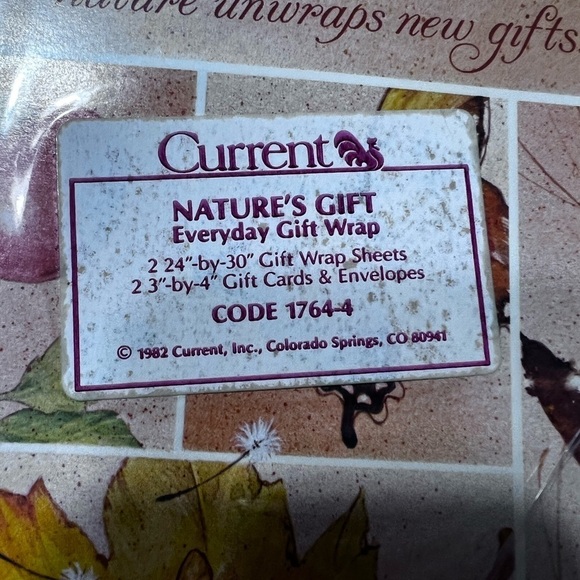 nature unwraps new gifts
Current
NATURE'S GIFT
Everyday Gift Wrap
2 24"-by-30" Gift Wrap Sheets
2 3"-by-4" Gift Cards & Envelopes
CODE 1764-4
© 1982 Current, Inc., Colorado Springs, CO 80941